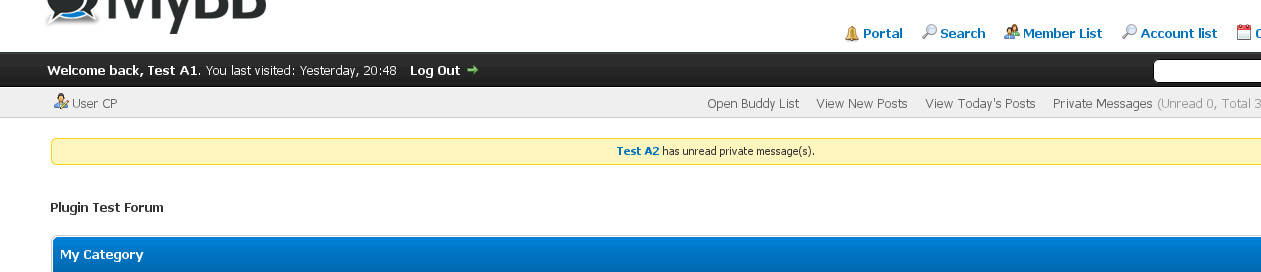 MyBB
Portal Search Member List Account list
Welcome back, Test A1. You last visited: Yesterday, 20:48 Log Out
User CP Open Buddy List View New Posts View Today's Posts Private Messages (Unread 0, Total 3
Test A2 has unread private message(s).
Plugin Test Forum
My Category